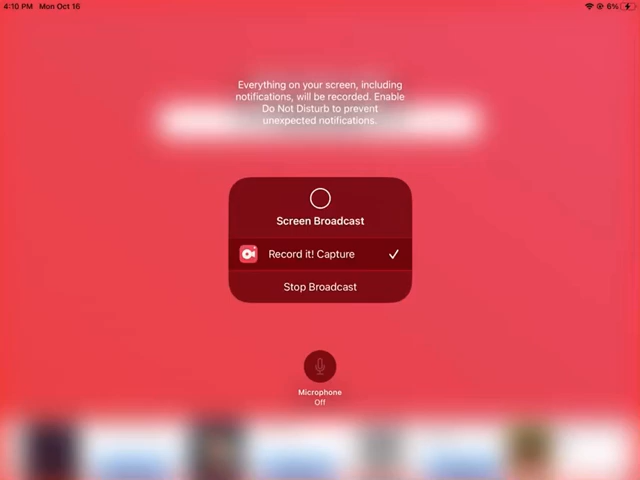 4:10 PM Mon Oct 16
6%
Everything on your screen, including
notifications, will be recorded. Enable
Do Not Disturb to prevent
unexpected notifications.
Screen Broadcast
Record it! Capture
Stop Broadcast
Microphone
Off